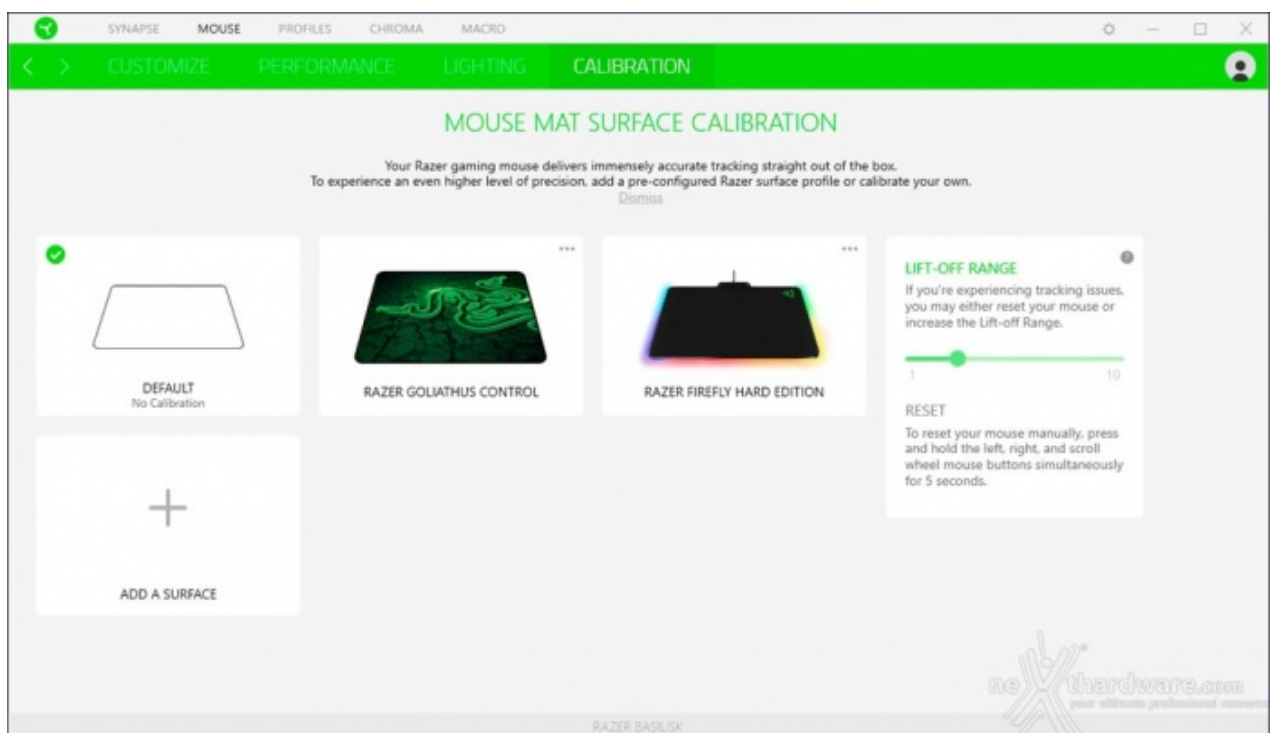 SYNAPSE MOUSE PROFILES CHROMA MACRO
CUSTOMIZE PERFORMANCE LIGHTING CALIBRATION
MOUSE MAT SURFACE CALIBRATION
Your Razer gaming mouse delivers immensely accurate tracking straight out of the box.
To experience an even higher level of precision, add a pre-configured Razer surface profile or calibrate your own.
Dismiss
DEFAULT
No Calibration
RAZER GOLIATHUS CONTROL
RAZER FIREFLY HARD EDITION
LIFT-OFF RANGE
If you're experiencing tracking issues,
you may either reset your mouse or
increase the Lift-off Range.
1 10
RESET
To reset your mouse manually, press
and hold the left, right, and scroll
wheel mouse buttons simultaneously
for 5 seconds.
ADD A SURFACE
nexthardware.com
your ultimate professional resource
RAZER BASILISK